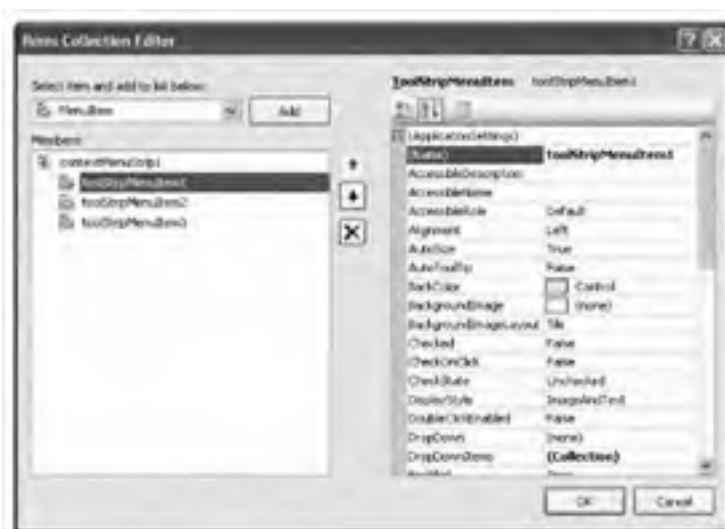 Items Collection Editor
Select item and add to list below:
MenuItem
Add
Members:
contextMenuStrip1
toolStripMenuItem1
toolStripMenuItem2
toolStripMenuItem3
ToolStripMenuItem toolStripMenuItem1
(ApplicationSettings)
(Name) toolStripMenuItem1
AccessibleDescription
AccessibleName
AccessibleRole Default
Alignment Left
AutoSize True
AutoToolTip False
BackColor Control
BackgroundImage (none)
BackgroundImageLayout Tile
Checked False
CheckOnClick False
CheckState Unchecked
DisplayStyle ImageAndText
DoubleClickEnabled False
DropDown (none)
DropDownItems (Collection)
OK
Cancel